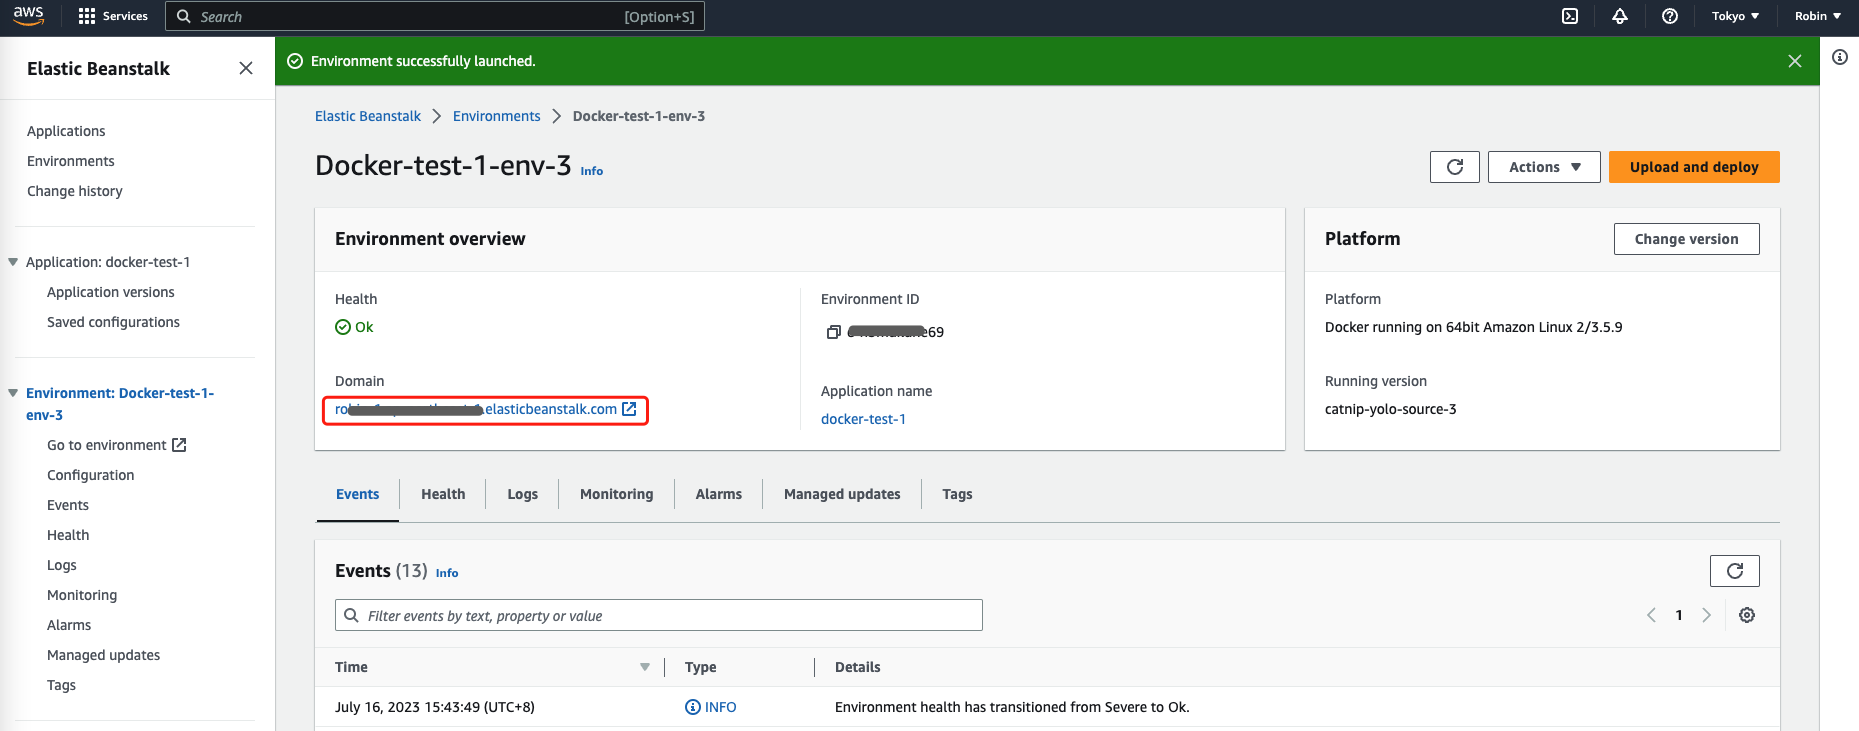 aws
Services
Search
[Option+S]
Tokyo
Robin
Elastic Beanstalk
Applications
Environments
Change history
Application: docker-test-1
Application versions
Saved configurations
Environment: Docker-test-1-
env-3
Go to environment
Configuration
Events
Health
Logs
Monitoring
Alarms
Managed updates
Tags
Environment successfully launched.
Elastic Beanstalk
Environments
Docker-test-1-env-3
Docker-test-1-env-3 Info
Actions
Upload and deploy
Environment overview
Health
Ok
Domain
.elasticbeanstalk.com
Environment ID
69
Application name
docker-test-1
Platform
Change version
Platform
Docker running on 64bit Amazon Linux 2/3.5.9
Running version
catnip-yolo-source-3
Events
Health
Logs
Monitoring
Alarms
Managed updates
Tags
Events (13) Info
Filter events by text, property or value
1
Time
Type
Details
July 16, 2023 15:43:49 (UTC+8)
INFO
Environment health has transitioned from Severe to Ok.